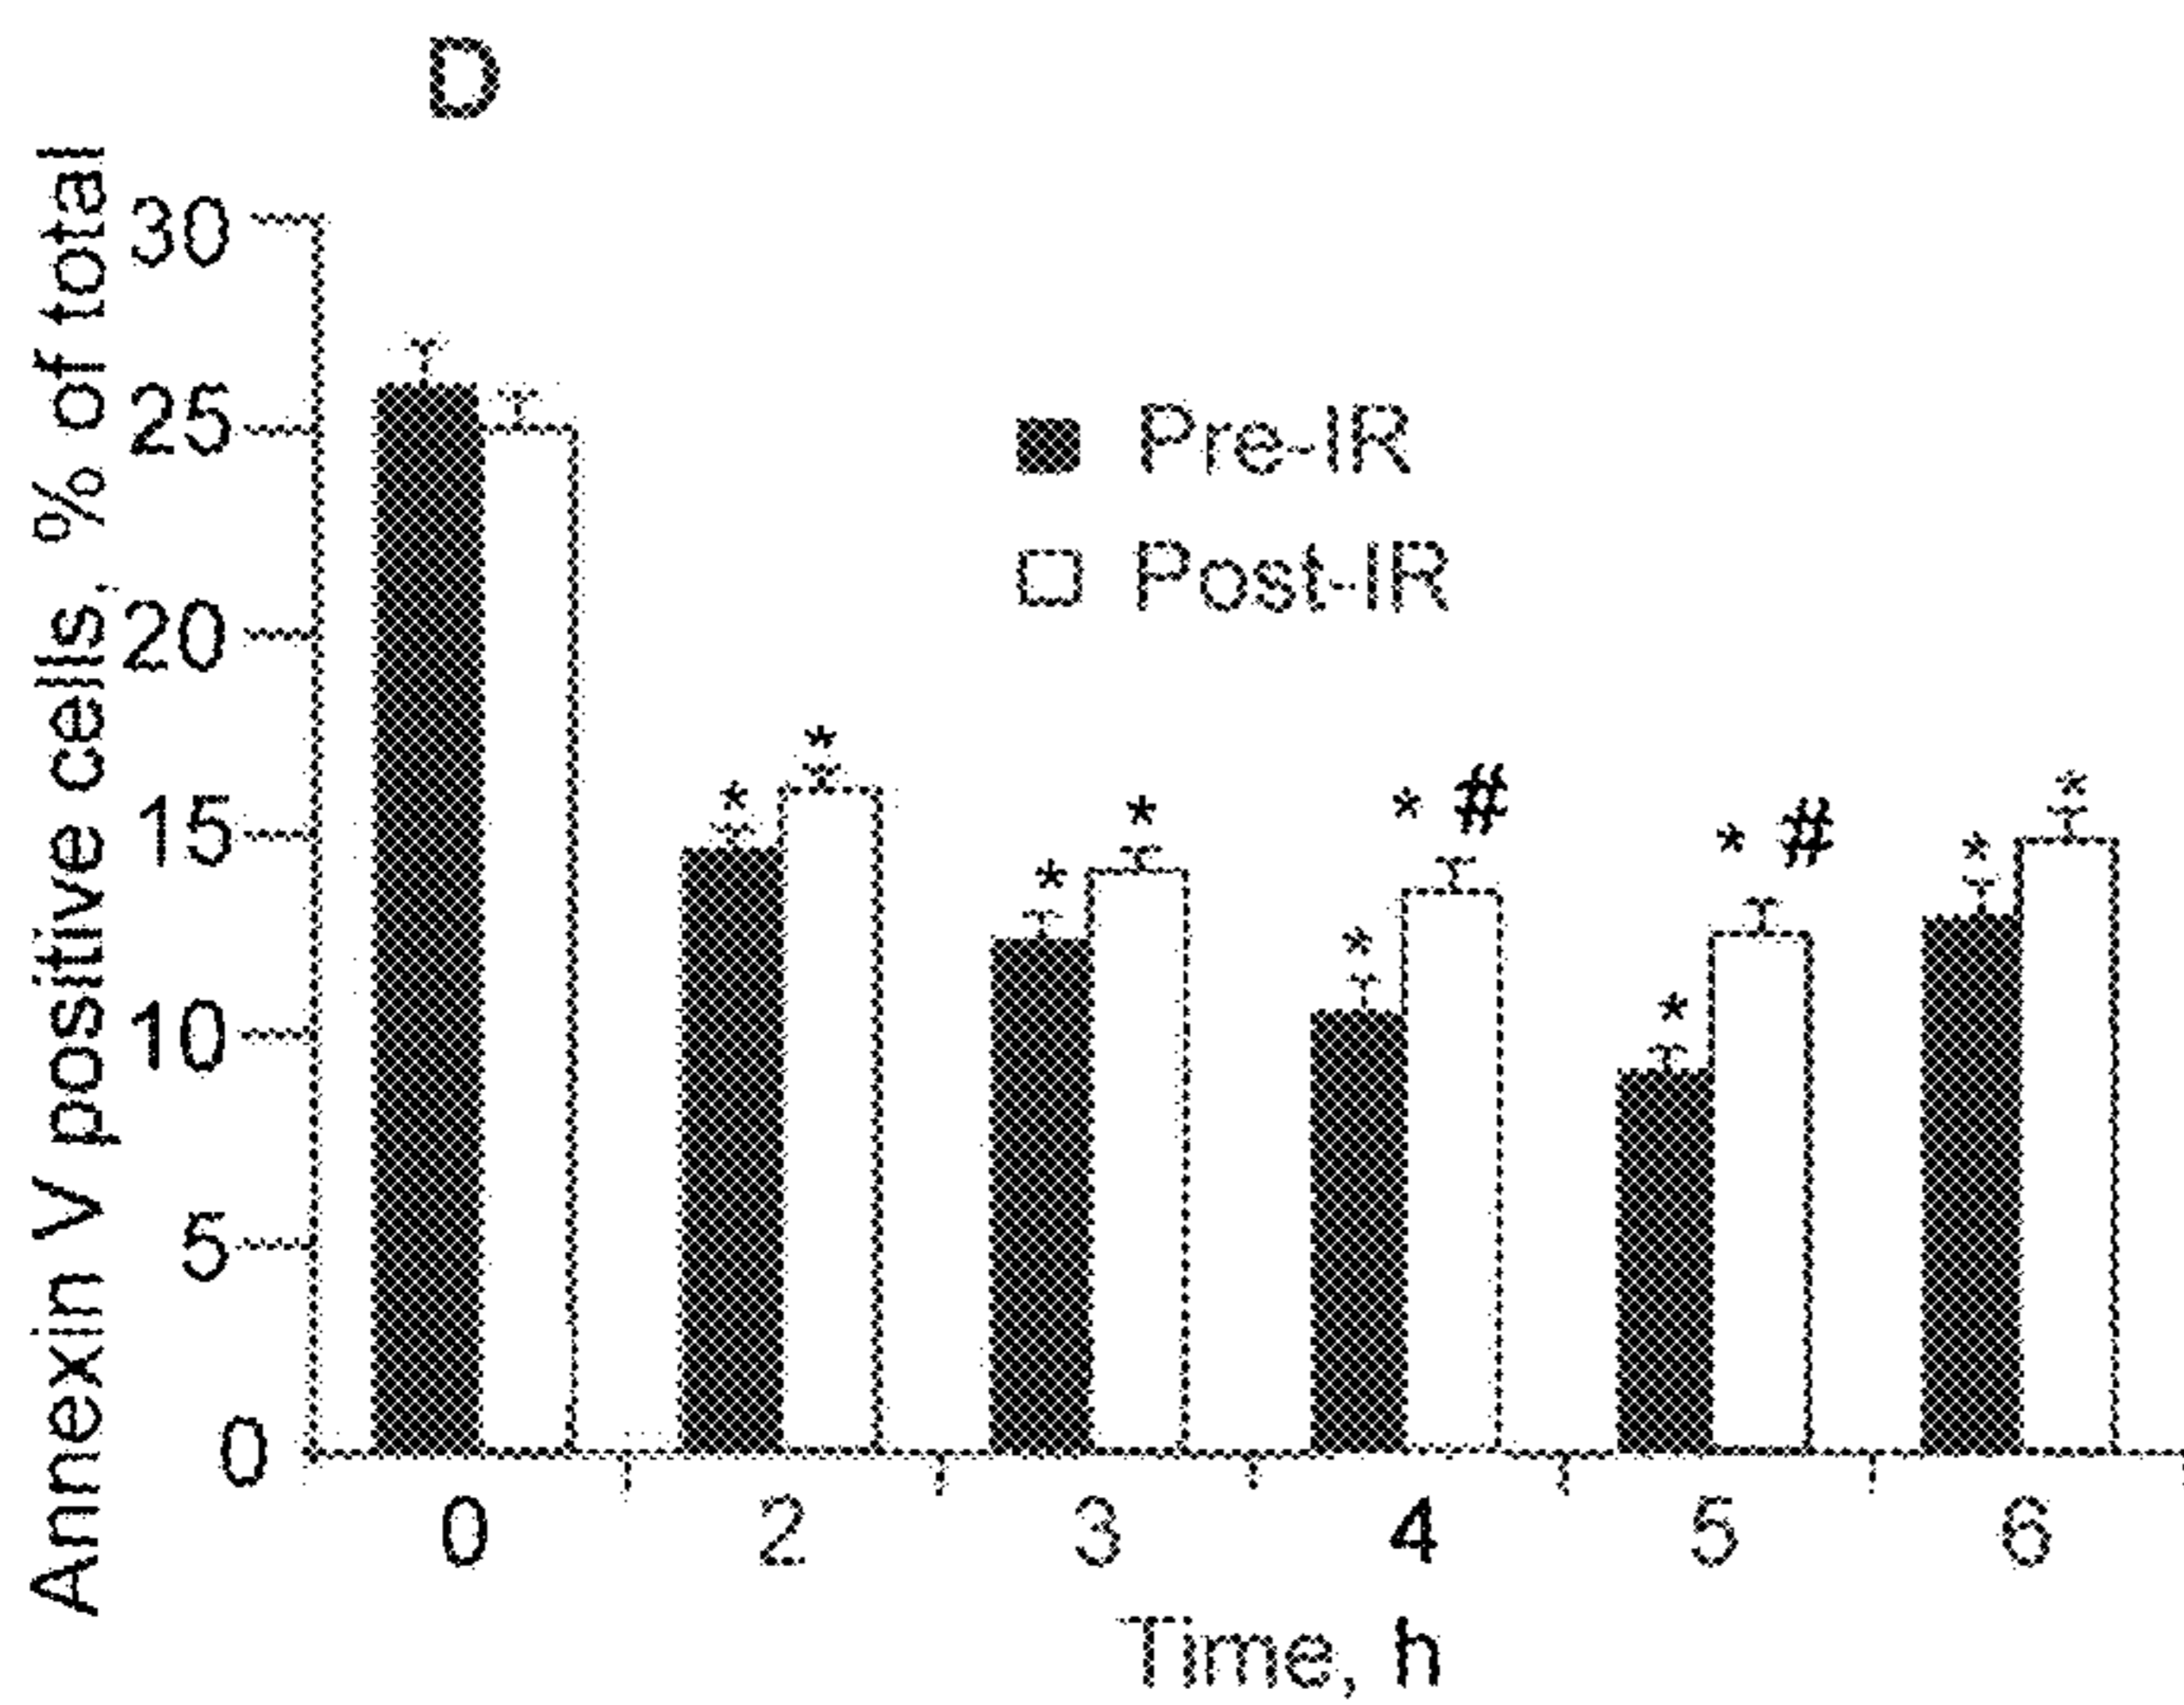 D
Annexin V positive cells, % of total
30
25
20
15
10
5
0
Pre-IR
Post-IR
*
*
*
*
*
* #
*
* #
*
*
0 2 3 4 5 6
Time, h